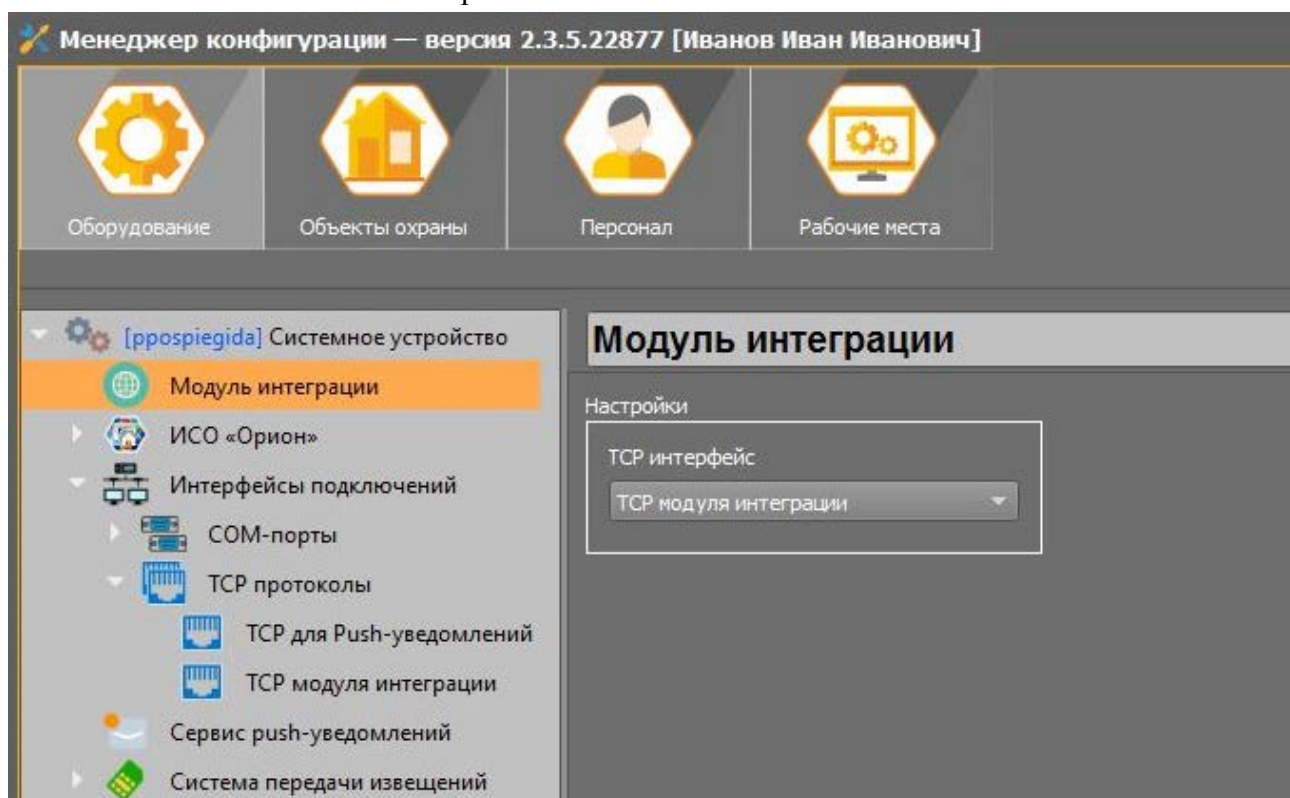 Менеджер конфигурации — версия 2.3.5.22877 [Иванов Иван Иванович]
Оборудование
Объекты охраны
Персонал
Рабочие места
[ppospiegida] Системное устройство
Модуль интеграции
ИСО «Орион»
Интерфейсы подключений
COM-порты
TCP протоколы
TCP для Push-уведомлений
TCP модуля интеграции
Сервис push-уведомлений
Система передачи извещений
Модуль интеграции
Настройки
TCP интерфейс
TCP модуля интеграции